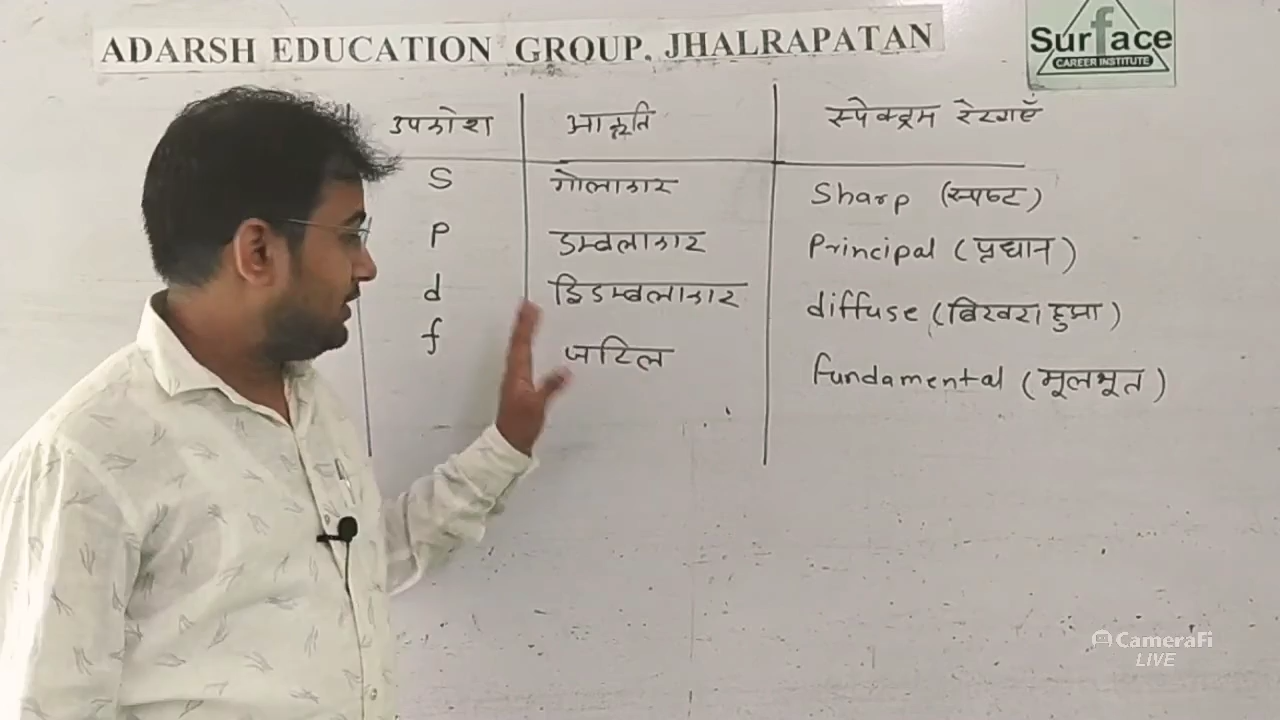 ADARSH EDUCATION GROUP, JHALRAPATAN
Surface
CAREER INSTITUTE
उपकोश आकृति स्पेक्ट्रम रेखाएँ
S गोलाकार Sharp (स्पष्ट)
P डम्बलाकार Principal (प्रधान)
d द्विडम्बलाकार diffuse (बिखरा हुआ)
f जटिल fundamental (मूलभूत)
CameraFi
LIVE